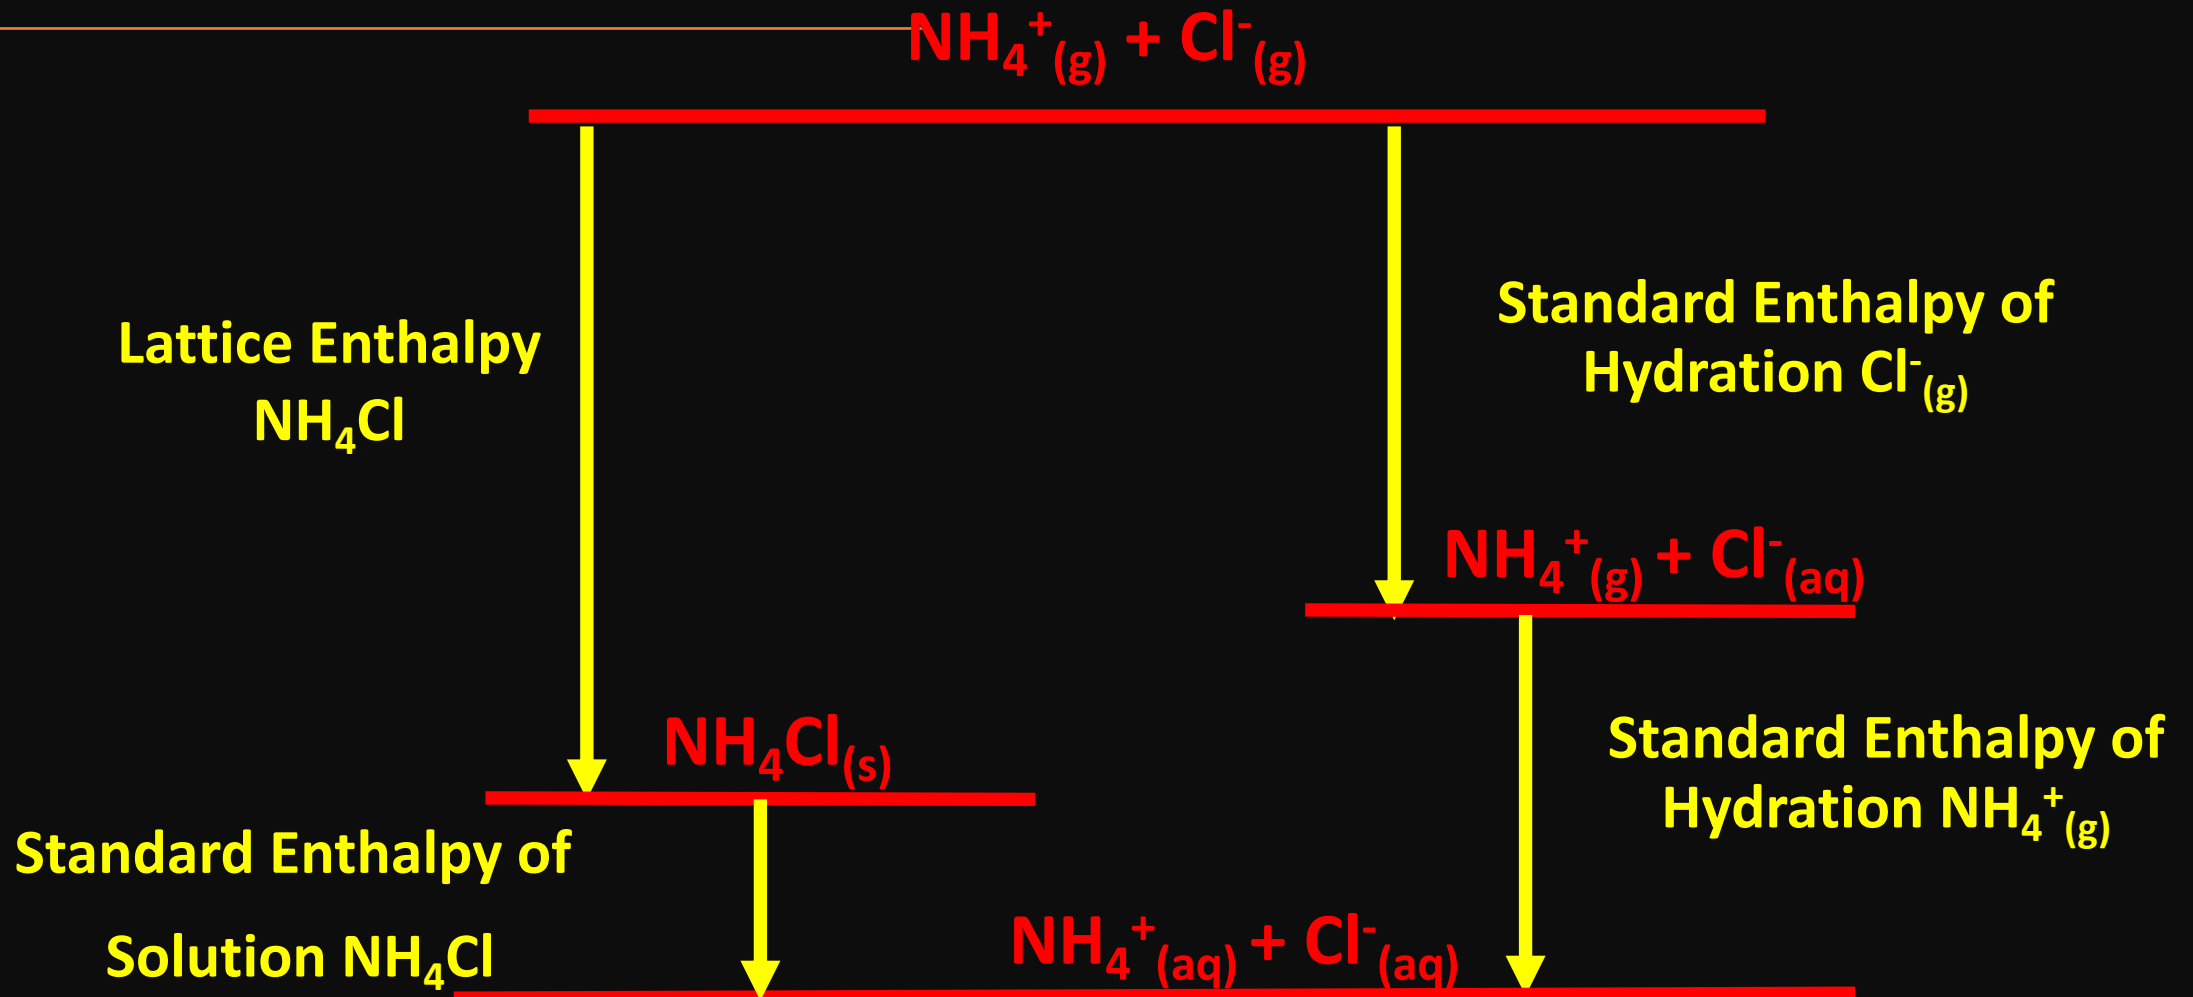 NH₄⁺(g) + Cl⁻(g)
Lattice Enthalpy
NH₄Cl
Standard Enthalpy of
Hydration Cl⁻(g)
NH₄⁺(g) + Cl⁻(aq)
NH₄Cl(s)
Standard Enthalpy of
Hydration NH₄⁺(g)
Standard Enthalpy of
Solution NH₄Cl
NH₄⁺(aq) + Cl⁻(aq)